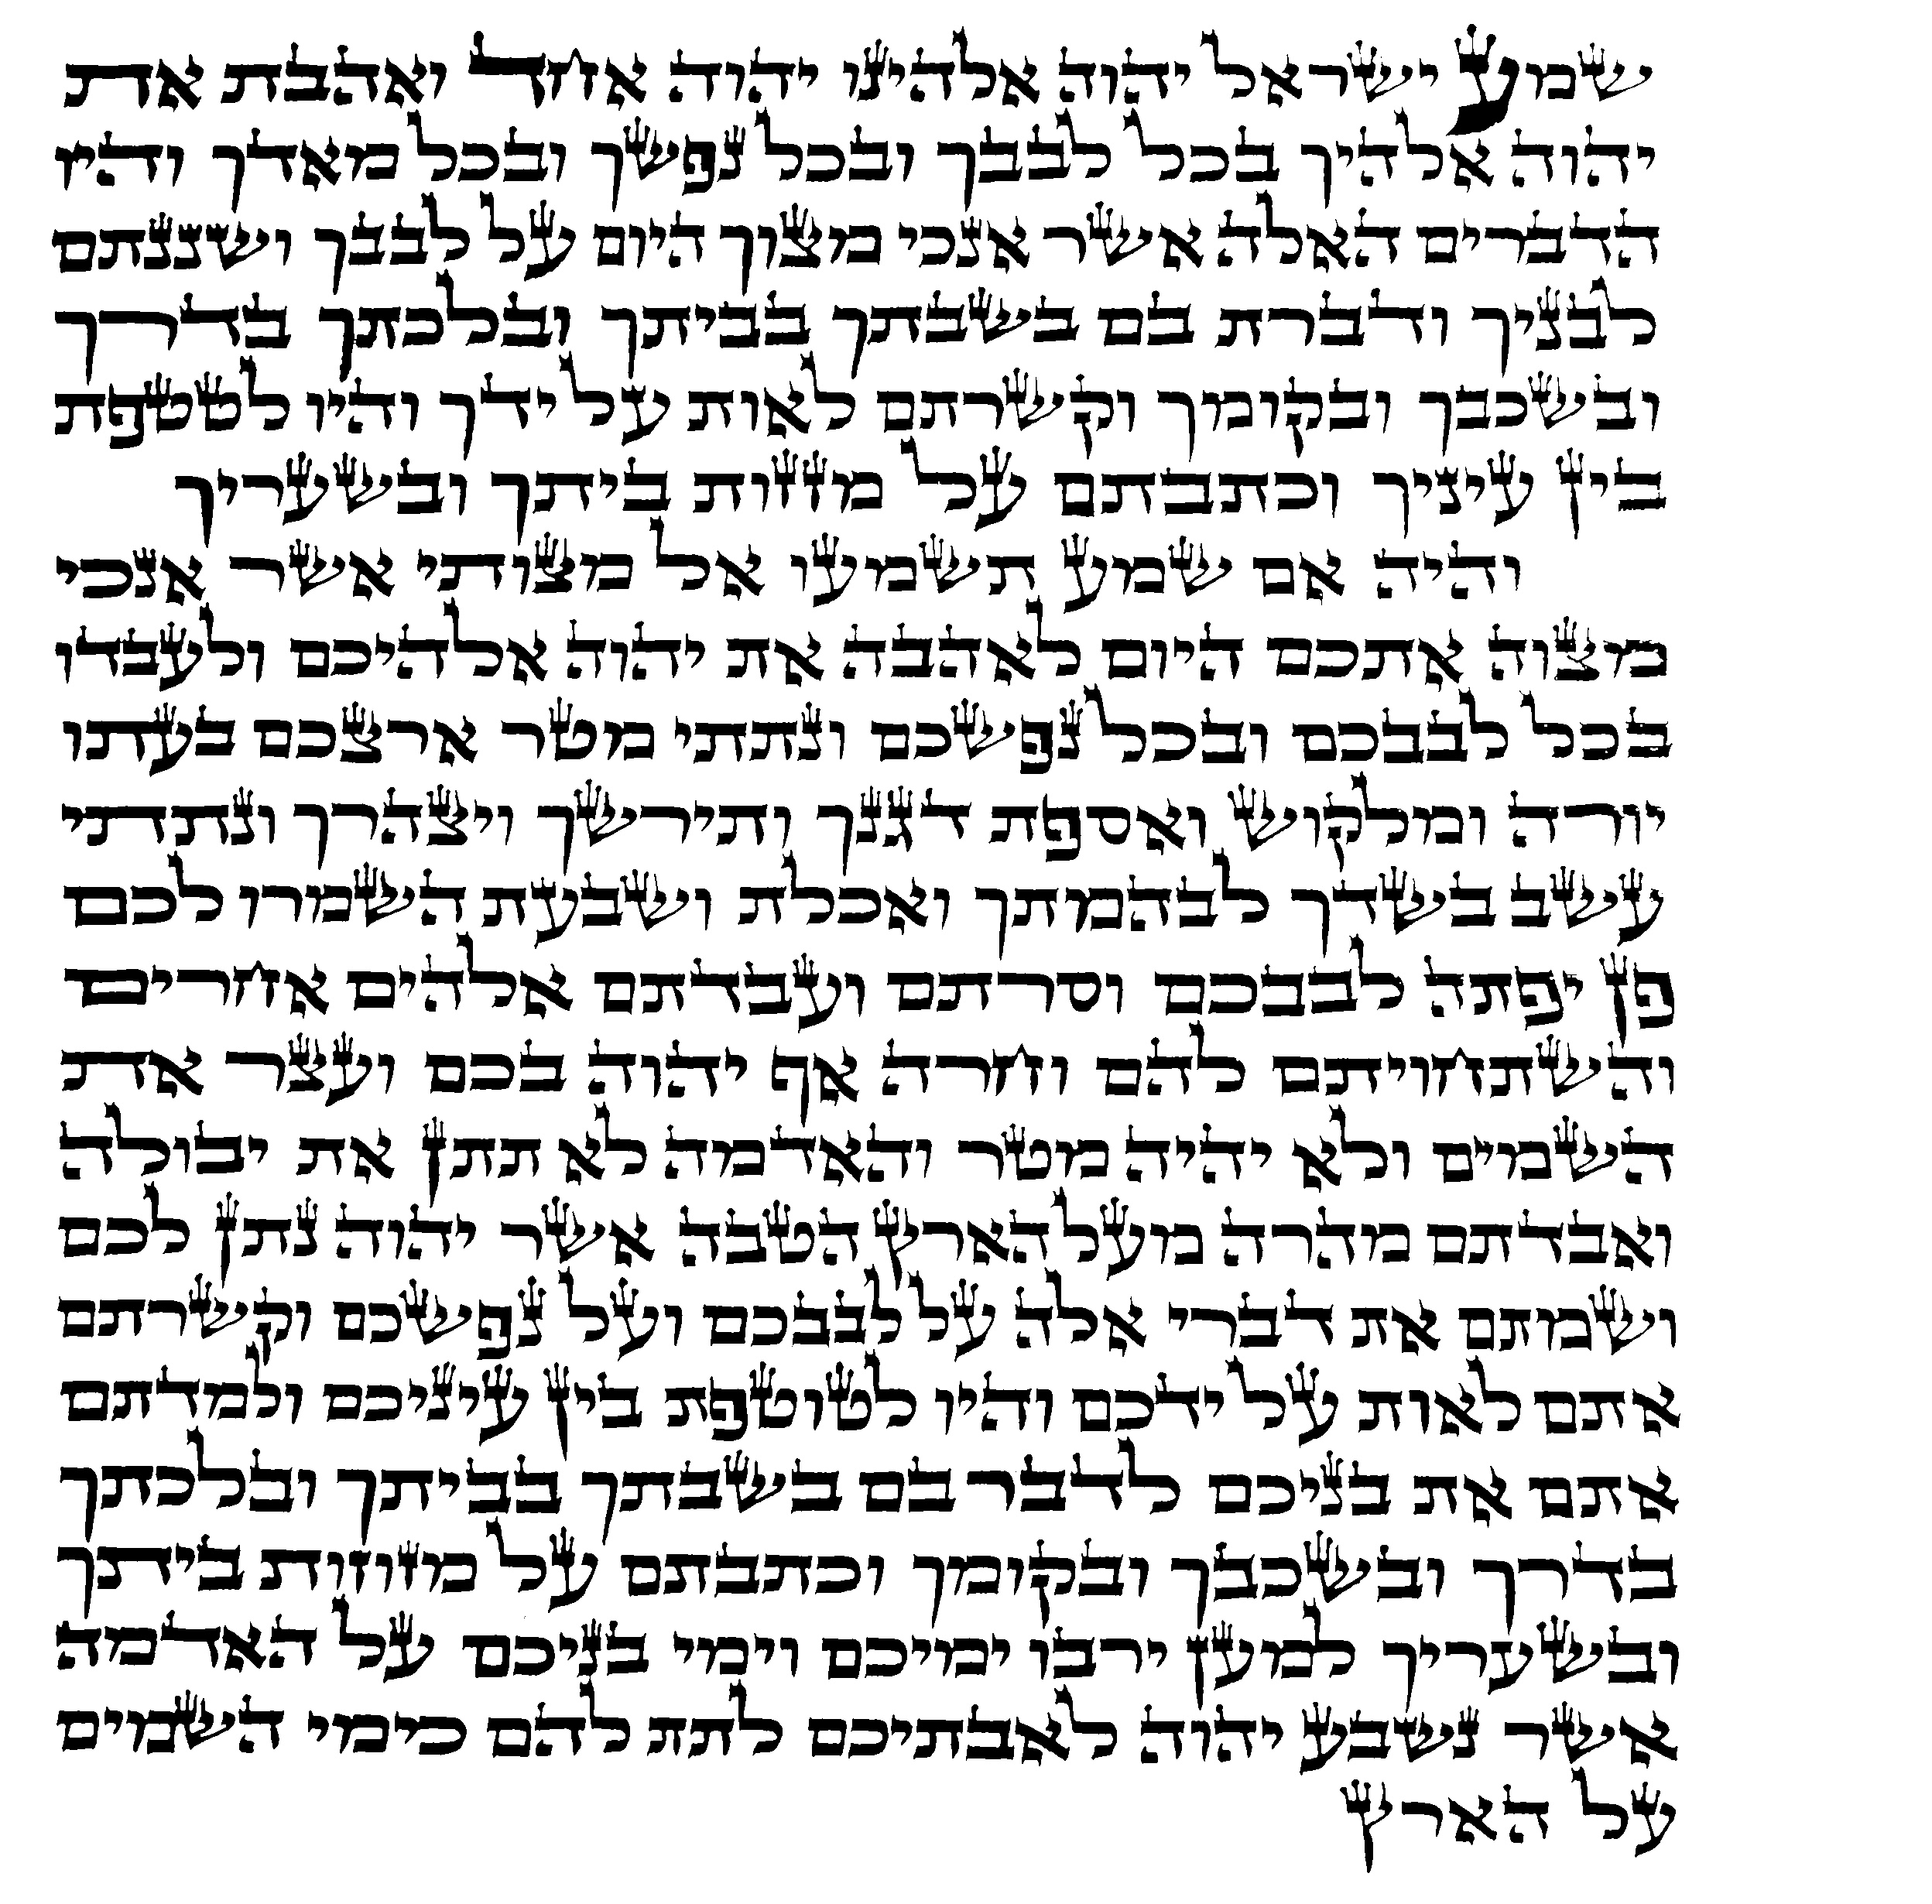 שמע ישראל יהוה אלהינו יהוה אחד ואהבת את
יהוה אלהיך בכל לבבך ובכל נפשך ובכל מאדך והיו
הדברים האלה אשר אנכי מצוך היום על לבבך ושננתם
לבניך ודברת בם בשבתך בביתך ובלכתך בדרך
ובשכבך ובקומך וקשרתם לאות על ידך והיו לטטפת
בין עיניך וכתבתם על מזזות ביתך ובשעריך
והיה אם שמע תשמעו אל מצותי אשר אנכי
מצוה אתכם היום לאהבה את יהוה אלהיכם ולעבדו
בכל לבבכם ובכל נפשכם ונתתי מטר ארצכם בעתו
יורה ומלקוש ואספת דגנך ותירשך ויצהרך ונתתי
עשב בשדך לבהמתך ואכלת ושבעת השמרו לכם
פן יפתה לבבכם וסרתם ועבדתם אלהים אחרים
והשתחויתם להם וחרה אף יהוה בכם ועצר את
השמים ולא יהיה מטר והאדמה לא תתן את יבולה
ואבדתם מהרה מעל הארץ הטבה אשר יהוה נתן לכם
ושמתם את דברי אלה על לבבכם ועל נפשכם וקשרתם
אתם לאות על ידכם והיו לטוטפת בין עיניכם ולמדתם
אתם את בניכם לדבר בם בשבתך בביתך ובלכתך
בדרך ובשכבך ובקומך וכתבתם על מזוזות ביתך
ובשעריך למען ירבו ימיכם וימי בניכם על האדמה
אשר נשבע יהוה לאבתיכם לתת להם כימי השמים
על הארץ